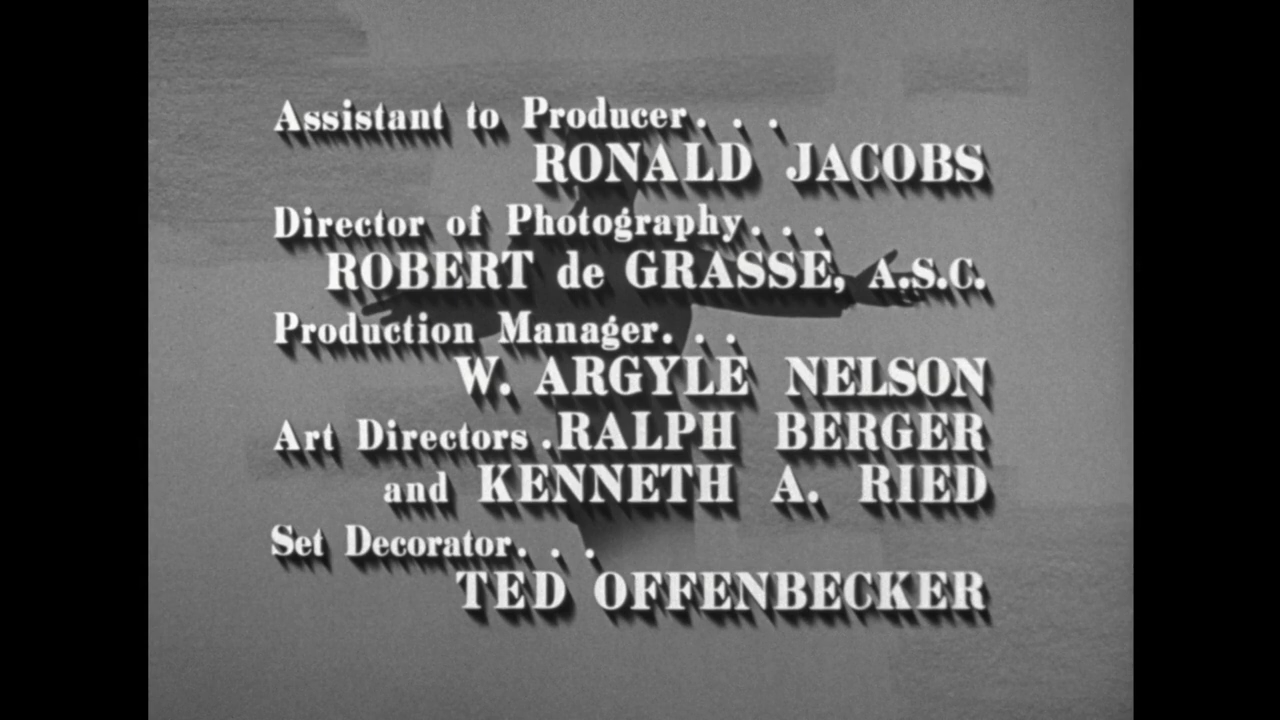 Assistant to Producer. . .
RONALD JACOBS
Director of Photography. . .
ROBERT de GRASSE, A.S.C.
Production Manager. . .
W. ARGYLE NELSON
Art Directors .RALPH BERGER
and KENNETH A. RIED
Set Decorator. . .
TED OFFENBECKER